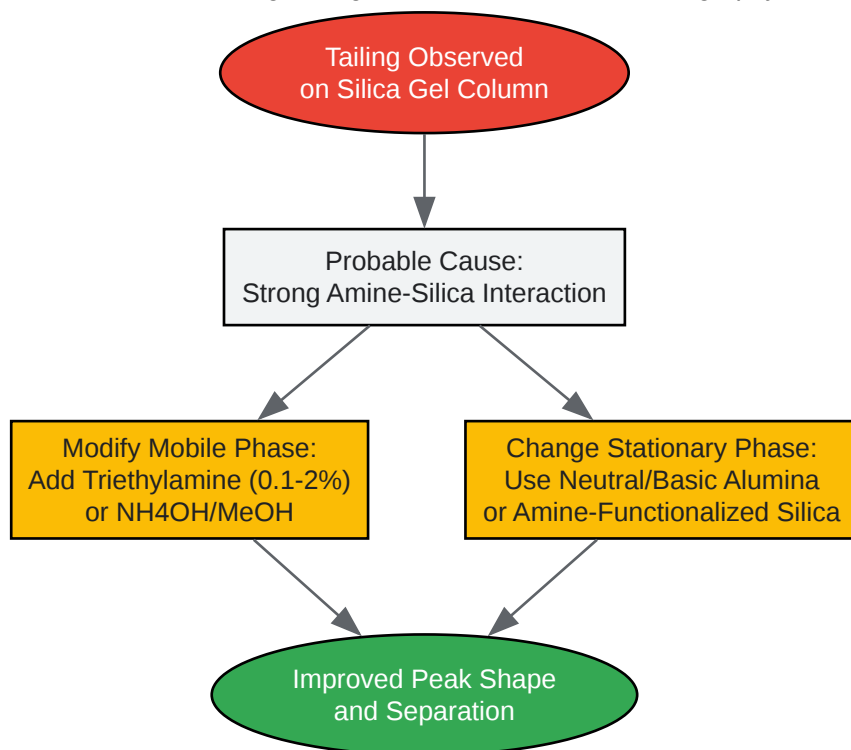 Tailing Observed
on Silica Gel Column
Probable Cause:
Strong Amine-Silica Interaction
Modify Mobile Phase:
Add Triethylamine (0.1-2%)
or NH4OH/MeOH
Change Stationary Phase:
Use Neutral/Basic Alumina
or Amine-Functionalized Silica
Improved Peak Shape
and Separation